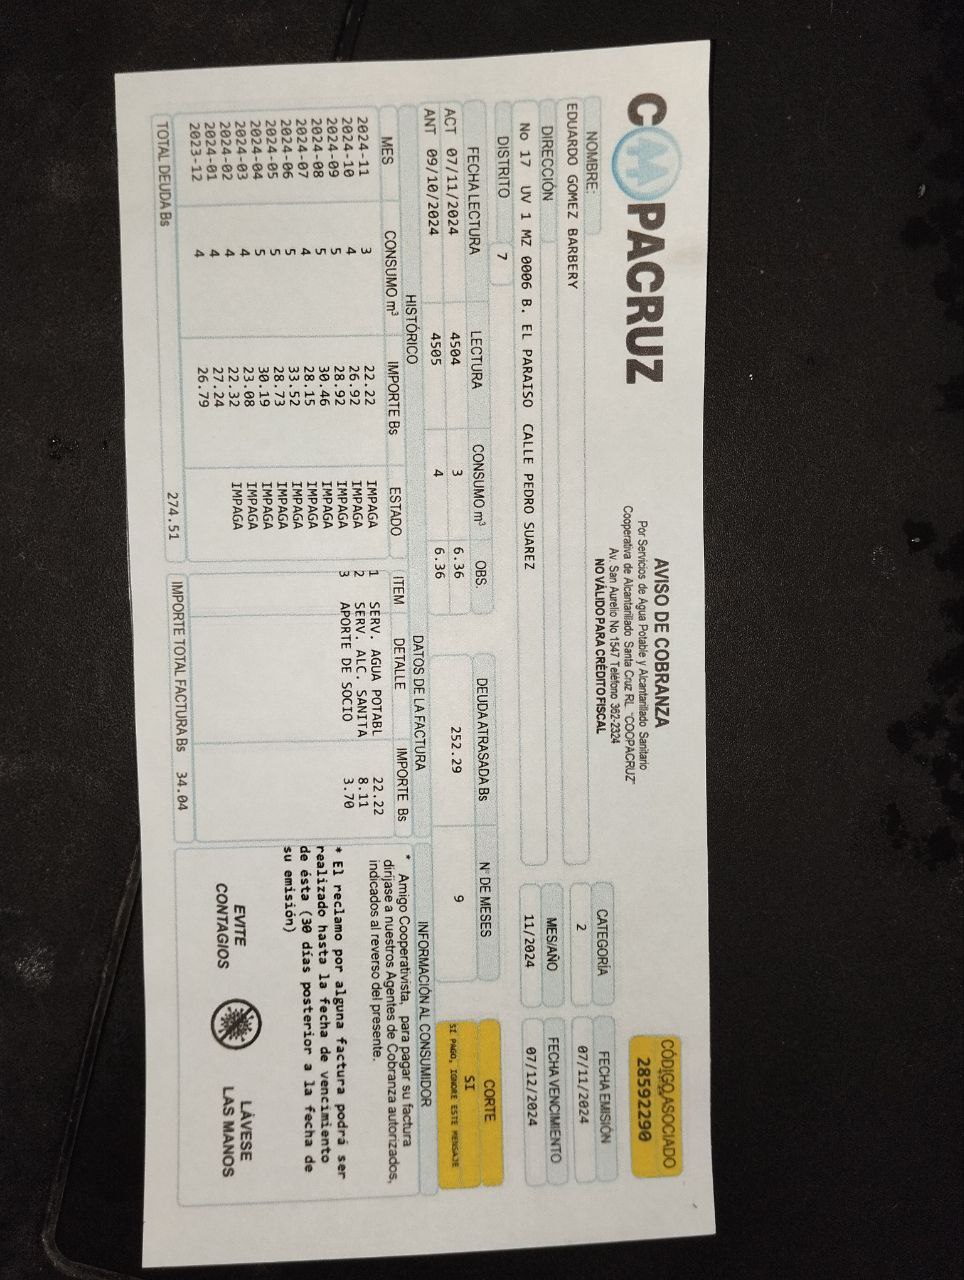 COOPACRUZ
AVISO DE COBRANZA
Por Servicios de Agua Potable y Alcantarillado Sanitario
Cooperativa de Alcantarillado Santa Cruz RL. "COOPACRUZ"
Av. San Aurelio No 1547 Teléfono 362-2324
NO VÁLIDO PARA CRÉDITO FISCAL
CÓDIGO ASOCIADO
28592290
NOMBRE:
EDUARDO GOMEZ BARBERY
CATEGORÍA
2
FECHA EMISIÓN
07/11/2024
DIRECCIÓN
No 17 UV 1 MZ 0006 B. EL PARAISO CALLE PEDRO SUAREZ
MES/AÑO
11/2024
FECHA VENCIMIENTO
07/12/2024
DISTRITO 7
FECHA LECTURA LECTURA CONSUMO m³ OBS.
ACT 07/11/2024 4504 3 6.36
ANT 09/10/2024 4505 4 6.36
DEUDA ATRASADA Bs N° DE MESES
252.29 9
CORTE
SI
SI PAGO, IGNORE ESTE MENSAJE
HISTÓRICO
MES CONSUMO m³ IMPORTE Bs ESTADO
2024-11 3 22.22 IMPAGA
2024-10 4 26.92 IMPAGA
2024-09 5 28.92 IMPAGA
2024-08 5 30.46 IMPAGA
2024-07 4 28.15 IMPAGA
2024-06 5 33.52 IMPAGA
2024-05 5 28.73 IMPAGA
2024-04 5 30.19 IMPAGA
2024-03 4 23.08 IMPAGA
2024-02 4 22.32 IMPAGA
2024-01 4 27.24
2023-12 4 26.79
TOTAL DEUDA Bs 274.51
DATOS DE LA FACTURA
ITEM DETALLE IMPORTE Bs
1 SERV. AGUA POTABL 22.22
2 SERV. ALC. SANITA 8.11
3 APORTE DE SOCIO 3.70
IMPORTE TOTAL FACTURA Bs 34.04
INFORMACIÓN AL CONSUMIDOR
* Amigo Cooperativista, para pagar su factura
diríjase a nuestros Agentes de Cobranza autorizados,
indicados al reverso del presente.
* El reclamo por alguna factura podrá ser
realizado hasta la fecha de vencimiento
de ésta (30 días posterior a la fecha de
su emisión)
EVITE
CONTAGIOS
LÁVESE
LAS MANOS